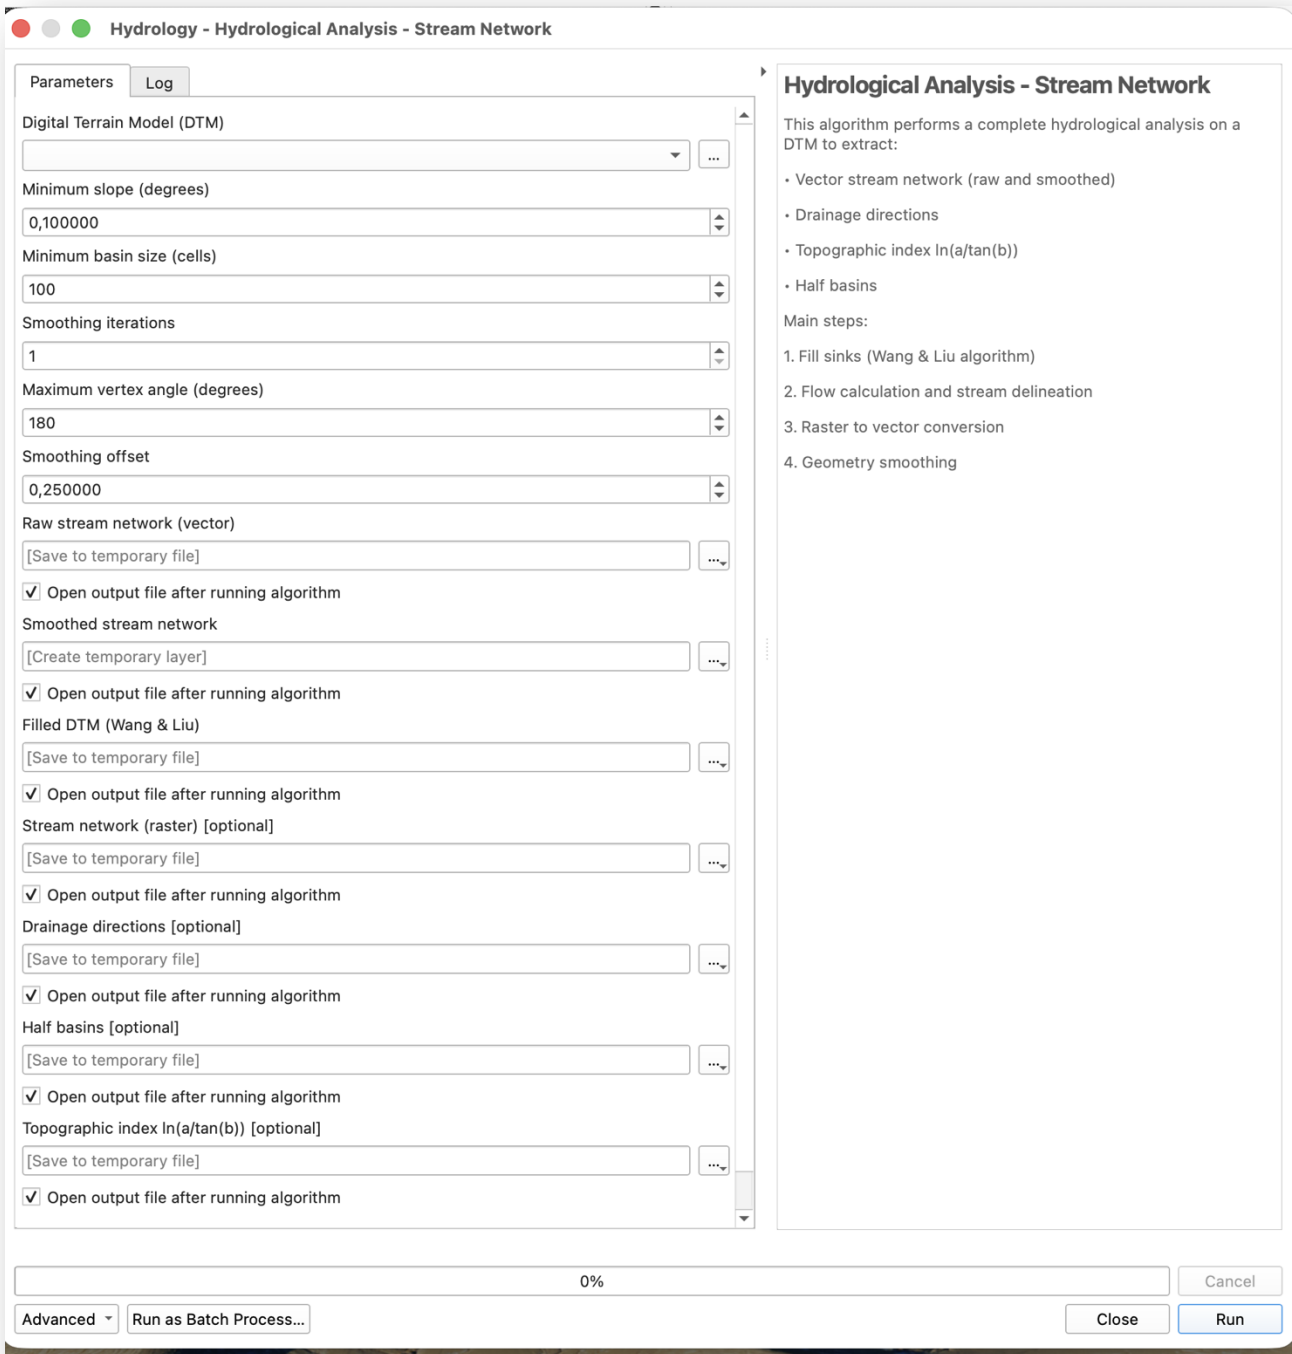 Hydrology - Hydrological Analysis - Stream Network
Parameters
Log
Digital Terrain Model (DTM)
...
Minimum slope (degrees)
0,100000
Minimum basin size (cells)
100
Smoothing iterations
1
Maximum vertex angle (degrees)
180
Smoothing offset
0,250000
Raw stream network (vector)
[Save to temporary file]
...
Open output file after running algorithm
Smoothed stream network
[Create temporary layer]
...
Open output file after running algorithm
Filled DTM (Wang & Liu)
[Save to temporary file]
...
Open output file after running algorithm
Stream network (raster) [optional]
[Save to temporary file]
...
Open output file after running algorithm
Drainage directions [optional]
[Save to temporary file]
...
Open output file after running algorithm
Half basins [optional]
[Save to temporary file]
...
Open output file after running algorithm
Topographic index ln(a/tan(b)) [optional]
[Save to temporary file]
...
Open output file after running algorithm
Hydrological Analysis - Stream Network
This algorithm performs a complete hydrological analysis on a
DTM to extract:
• Vector stream network (raw and smoothed)
• Drainage directions
• Topographic index ln(a/tan(b))
• Half basins
Main steps:
1. Fill sinks (Wang & Liu algorithm)
2. Flow calculation and stream delineation
3. Raster to vector conversion
4. Geometry smoothing
0%
Cancel
Advanced
Run as Batch Process...
Close
Run